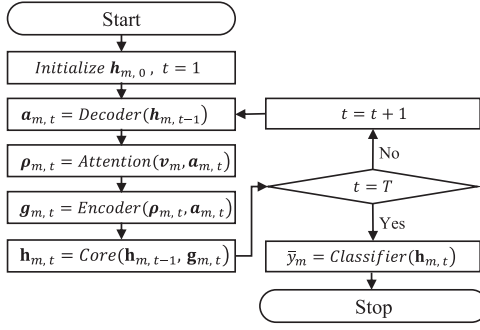 Start
Initialize h_{m, 0} , t = 1
a_{m, t} = Decoder(h_{m, t−1})
ρ_{m, t} = Attention(v_m, a_{m, t})
g_{m, t} = Encoder(ρ_{m, t}, a_{m, t})
h_{m, t} = Core(h_{m, t−1}, g_{m, t})
t = t + 1
No
t = T
Yes
ȳ_m = Classifier(h_{m, t})
Stop